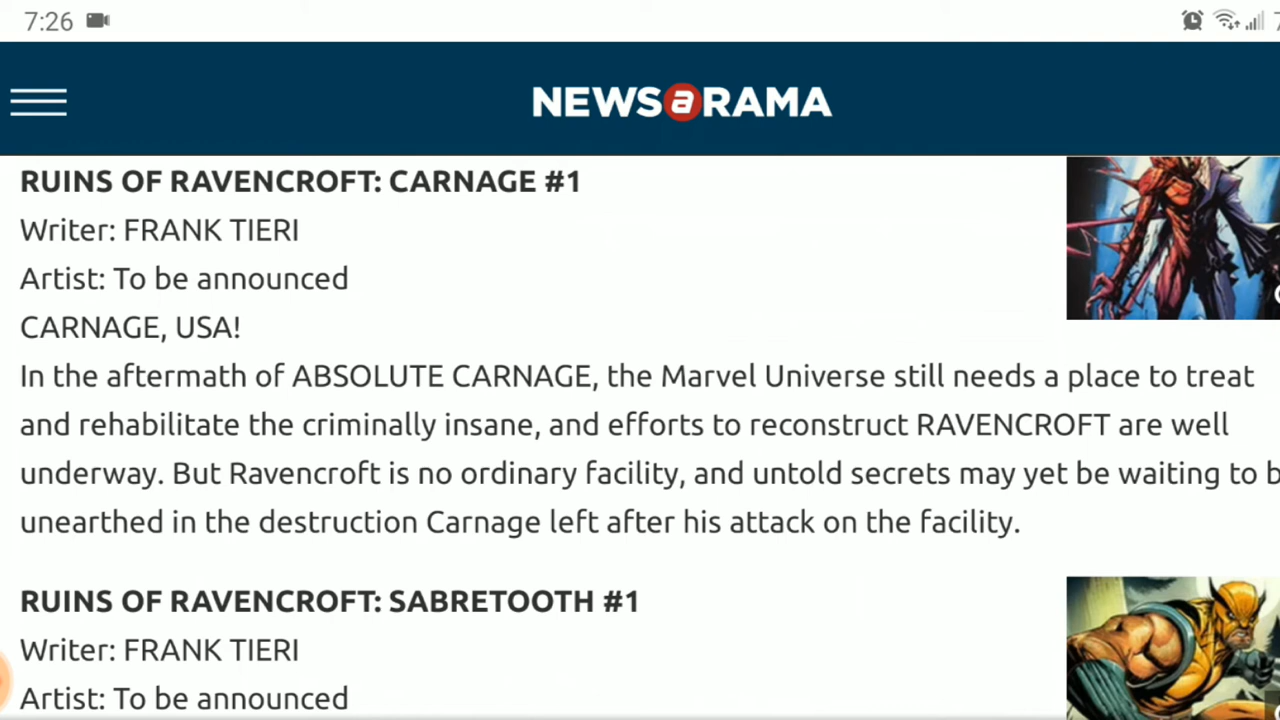 7:26
NEWSaRAMA
RUINS OF RAVENCROFT: CARNAGE #1
Writer: FRANK TIERI
Artist: To be announced
CARNAGE, USA!
In the aftermath of ABSOLUTE CARNAGE, the Marvel Universe still needs a place to treat
and rehabilitate the criminally insane, and efforts to reconstruct RAVENCROFT are well
underway. But Ravencroft is no ordinary facility, and untold secrets may yet be waiting to b
unearthed in the destruction Carnage left after his attack on the facility.
RUINS OF RAVENCROFT: SABRETOOTH #1
Writer: FRANK TIERI
Artist: To be announced